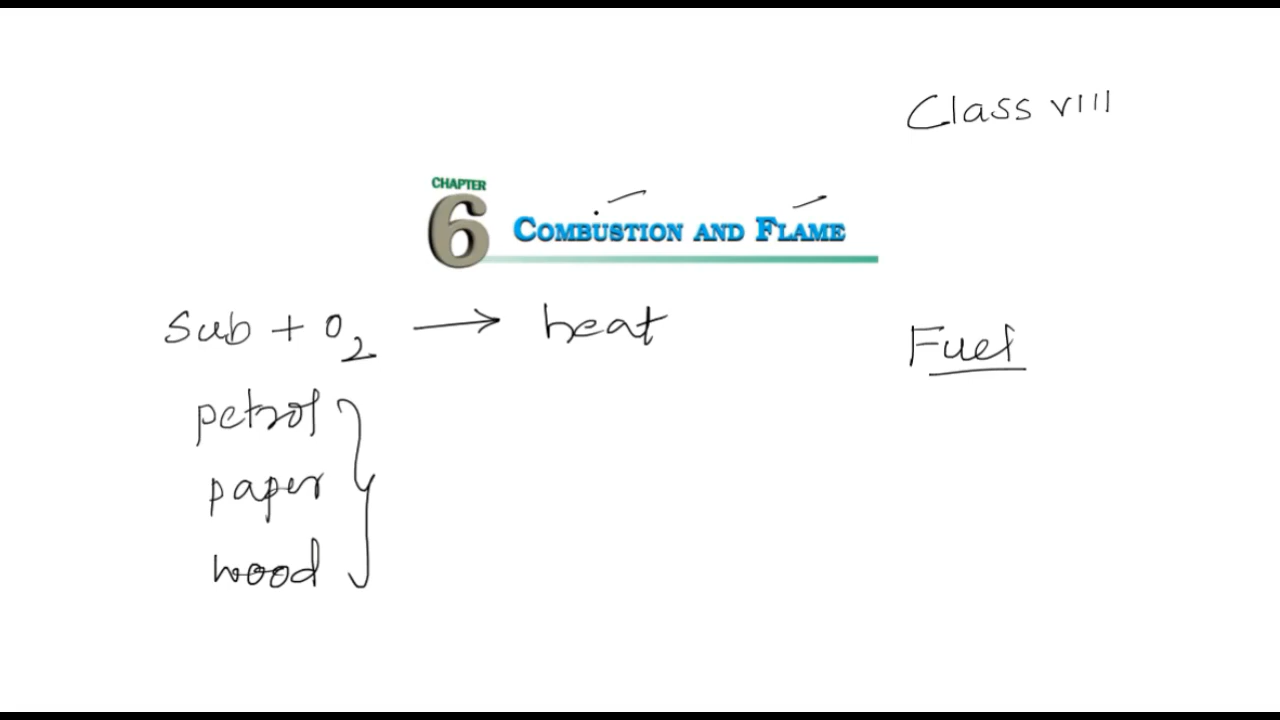 Class VIII
CHAPTER
6 COMBUSTION AND FLAME
Sub + O₂ → heat
Fuel
petrol
paper
wood